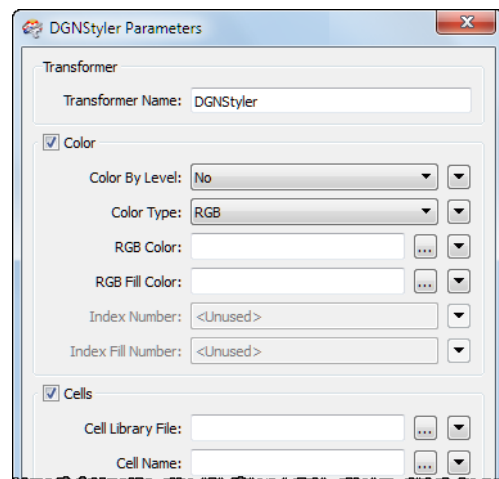 DGNStyler Parameters
Transformer
Transformer Name: DGNStyler
Color
Color By Level: No
Color Type: RGB
RGB Color: ...
RGB Fill Color: ...
Index Number: <Unused>
Index Fill Number: <Unused>
Cells
Cell Library File: ...
Cell Name: ...